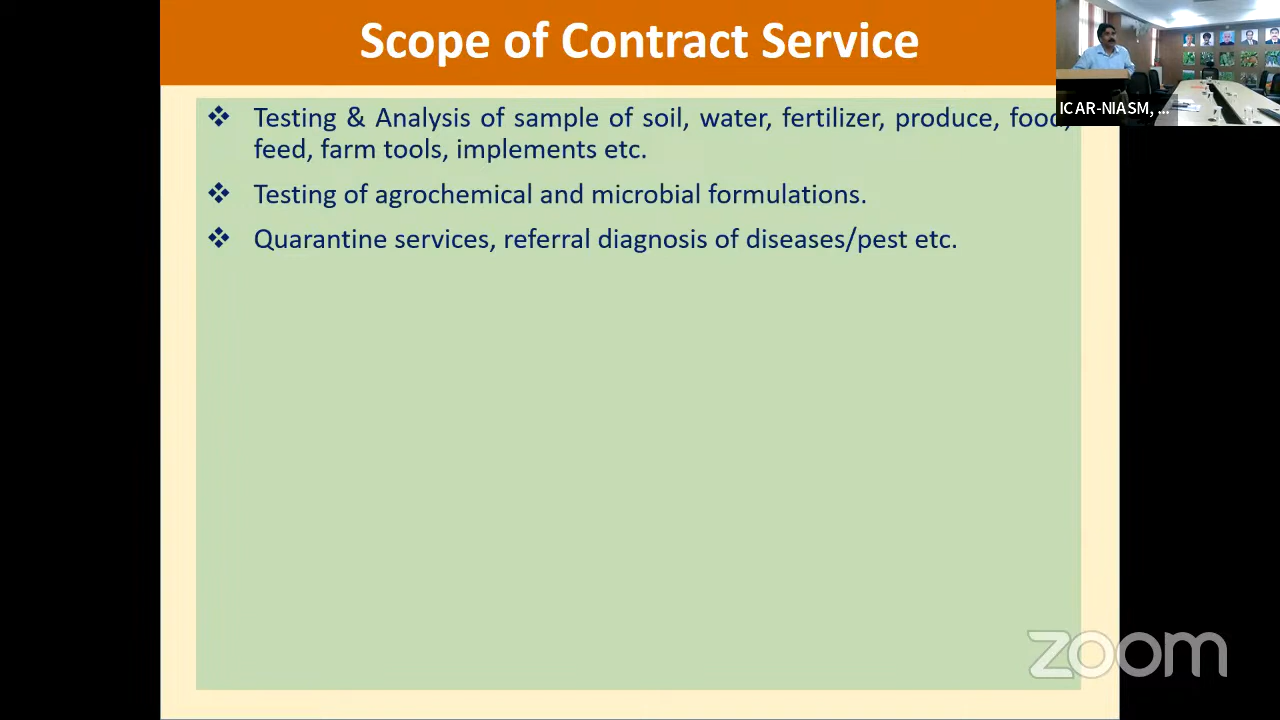 Scope of Contract Service
ICAR-NIASM, ...
❖ Testing & Analysis of sample of soil, water, fertilizer, produce, food,
feed, farm tools, implements etc.
❖ Testing of agrochemical and microbial formulations.
❖ Quarantine services, referral diagnosis of diseases/pest etc.
zoom